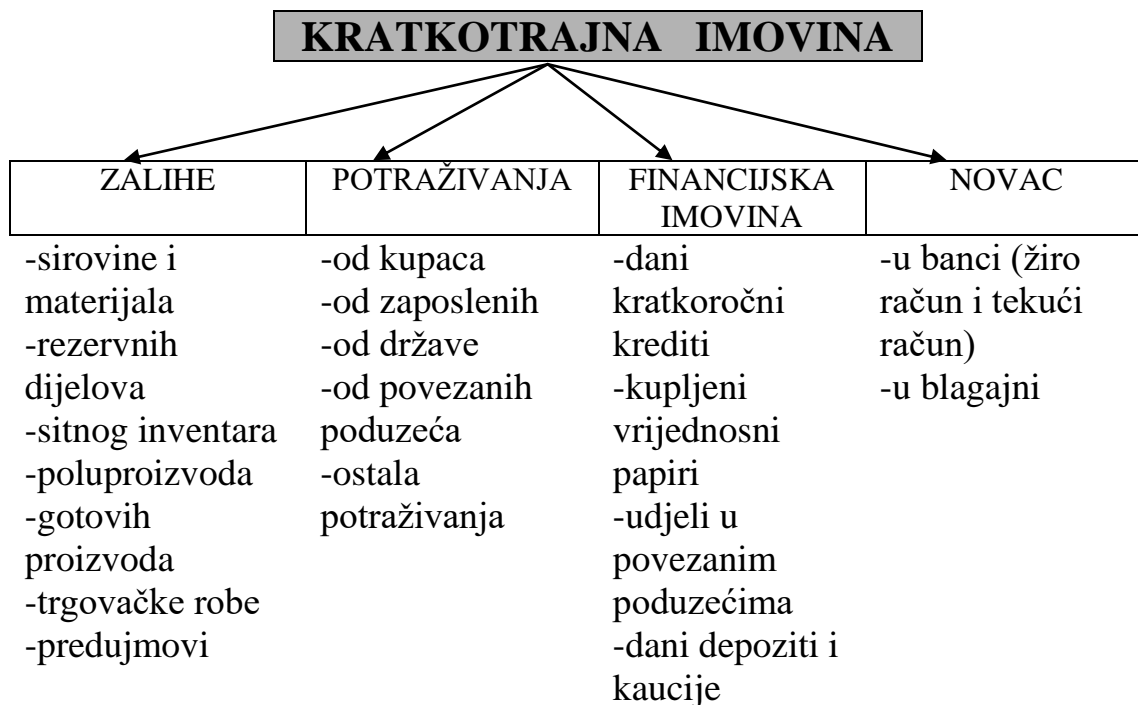 KRATKOTRAJNA IMOVINA
ZALIHE
POTRAŽIVANJA
FINANCIJSKA
IMOVINA
NOVAC
-sirovine i
materijala
-rezervnih
dijelova
-sitnog inventara
-poluproizvoda
-gotovih
proizvoda
-trgovačke robe
-predujmovi
-od kupaca
-od zaposlenih
-od države
-od povezanih
poduzeća
-ostala
potraživanja
-dani
kratkoročni
krediti
-kupljeni
vrijednosni
papiri
-udjeli u
povezanim
poduzećima
-dani depoziti i
kaucije
-u banci (žiro
račun i tekući
račun)
-u blagajni